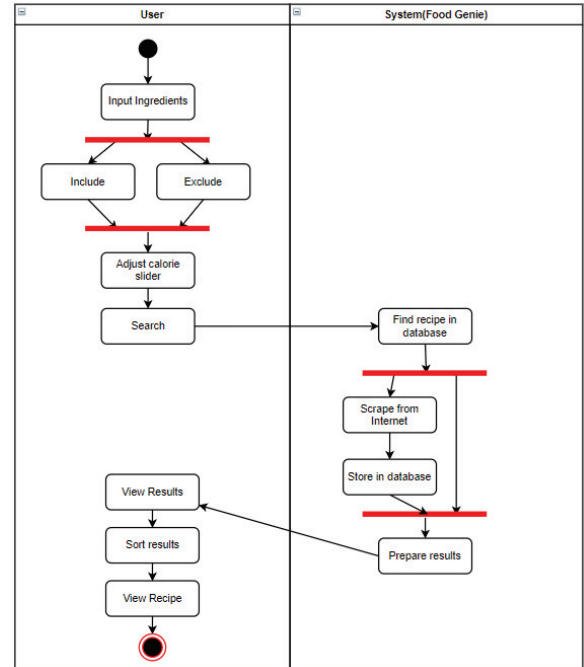 User
System(Food Genie)
Input Ingredients
Include
Exclude
Adjust calorie
slider
Search
Find recipe in
database
Scrape from
Internet
Store in database
View Results
Sort results
Prepare results
View Recipe